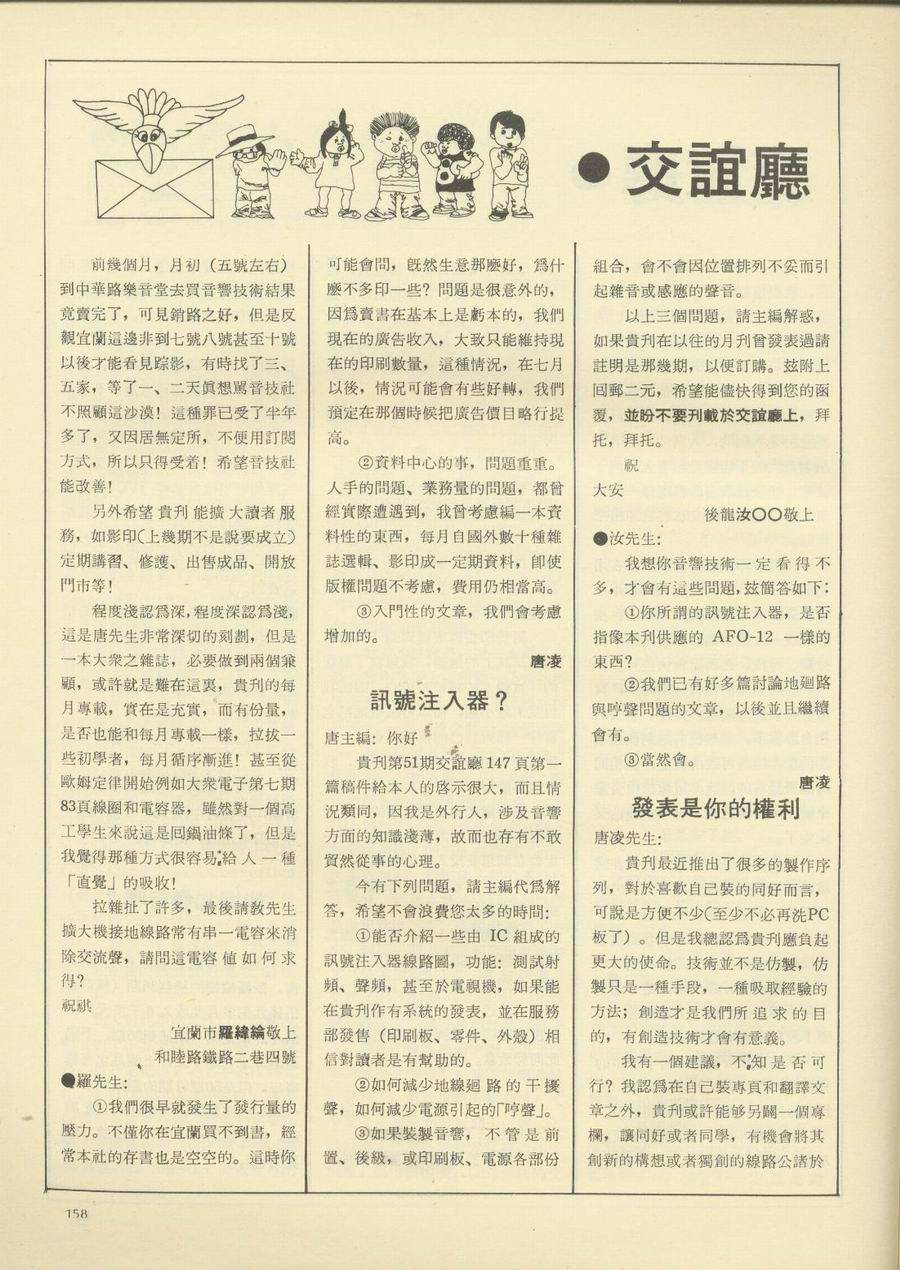 ●交誼廳
前幾個月，月初（五號左右）
到中華路樂音堂去買音響技術結果
竟賣完了，可見銷路之好，但是反
觀宜蘭這邊非到七號八號甚至十號
以後才能看見踪影，有時找了三、
五家，等了一、二天眞想罵音技社
不照顧這沙漠！這種罪已受了半年
多了，又因居無定所，不便用訂閱
方式，所以只得受着！希望音技社
能改善！
另外希望貴刊能擴大讀者服
務，如影印(上幾期不是說要成立)
定期講習、修護、出售成品、開放
門市等！
程度淺認爲深，程度深認爲淺，
這是唐先生非常深切的刻劃，但是
一本大衆之雜誌，必要做到兩個兼
顧，或許就是難在這裏，貴刊的每
月專載，實在是充實，而有份量，
是否也能和每月專載一樣，拉拔一
些初學者，每月循序漸進！甚至從
歐姆定律開始例如大衆電子第七期
83頁線圈和電容器，雖然對一個高
工學生來說這是囘鍋油條了，但是
我覺得那種方式很容易給人一種
「直覺」的吸收！
拉雜扯了許多，最後請敎先生
擴大機接地線路常有串一電容來消
除交流聲，請問這電容値如何求
得？
祝祺
宜蘭市羅緯綸敬上
和睦路鐵路二巷四號
●羅先生：
①我們很早就發生了發行量的
壓力。不僅你在宜蘭買不到書，經
常本社的存書也是空空的。這時你
可能會問，旣然生意那麼好，爲什
麼不多印一些？問題是很意外的，
因爲賣書在基本上是虧本的，我們
現在的廣告收入，大致只能維持現
在的印刷數量，這種情況，在七月
以後，情況可能會有些好轉，我們
預定在那個時候把廣告價目略行提
高。
②資料中心的事，問題重重。
人手的問題、業務量的問題，都曾
經實際遭遇到，我曾考慮編一本資
料性的東西，每月自國外數十種雜
誌選輯、影印成一定期資料，卽使
版權問題不考慮，費用仍相當高。
③入門性的文章，我們會考慮
增加的。
唐凌
訊號注入器？
唐主編：你好
貴刊第51期交誼廳147頁第一
篇稿件給本人的啓示很大，而且情
況類同，因我是外行人，涉及音響
方面的知識淺薄，故而也存有不敢
貿然從事的心理。
今有下列問題，請主編代爲解
答，希望不會浪費您太多的時間：
①能否介紹一些由 IC 組成的
訊號注入器線路圖，功能：測試射
頻、聲頻，甚至於電視機，如果能
在貴刊作有系統的發表，並在服務
部發售（印刷板、零件、外殼）相
信對讀者是有幫助的。
②如何減少地線廻路的干擾
聲，如何減少電源引起的「哼聲」。
③如果裝製音響，不管是前
置、後級，或印刷板、電源各部份
組合，會不會因位置排列不妥而引
起雜音或感應的聲音。
以上三個問題，請主編解惑，
如果貴刊在以往的月刊曾發表過請
註明是那幾期，以便訂購。茲附上
囘郵二元，希望能儘快得到您的函
覆，並盼不要刊載於交誼廳上，拜
托，拜托。
祝
大安
後龍汝〇〇敬上
●汝先生：
我想你音響技術一定看得不
多，才會有這些問題，玆簡答如下：
①你所謂的訊號注入器，是否
指像本刊供應的 AFO-12 一樣的
東西？
②我們已有好多篇討論地廻路
與哼聲問題的文章，以後並且繼續
會有。
③當然會。
唐凌
發表是你的權利
唐凌先生：
貴刊最近推出了很多的製作序
列，對於喜歡自己裝的同好而言，
可說是方便不少(至少不必再洗PC
板了）。但是我總認爲貴刊應負起
更大的使命。技術並不是仿製，仿
製只是一種手段，一種吸取經驗的
方法；創造才是我們所追求的目
的，有創造技術才會有意義。
我有一個建議，不知是否可
行？我認爲在自己裝專頁和翻譯文
章之外，貴刊或許能够另闢一個專
欄，讓同好或者同學，有機會將其
創新的構想或者獨創的線路公諸於
158